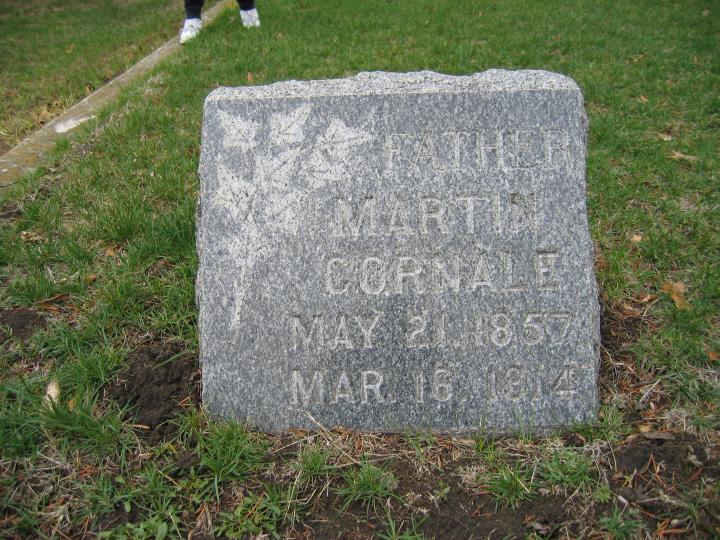 FATHER
MARTIN
CORNALE
MAY 21, 1857
MAR. 16, 1914